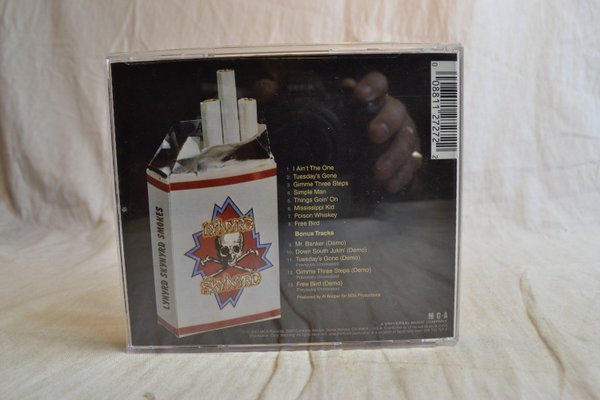 LYNYRD SKYNYRD SMOKES
LYNYRD
SKYNYRD
1. I Ain't The One
2. Tuesday's Gone
3. Gimme Three Steps
4. Simple Man
5. Things Goin' On
6. Mississippi Kid
7. Poison Whiskey
8. Free Bird
Bonus Tracks
9. Mr. Banker (Demo)
10. Down South Jukin' (Demo)
11. Tuesday's Gone (Demo)
Previously Unreleased
12. Gimme Three Steps (Demo)
Previously Unreleased
13. Free Bird (Demo)
Previously Unreleased
Produced by Al Kooper for SOS Productions
0 08811 27272 2
MCA
A UNIVERSAL MUSIC COMPANY